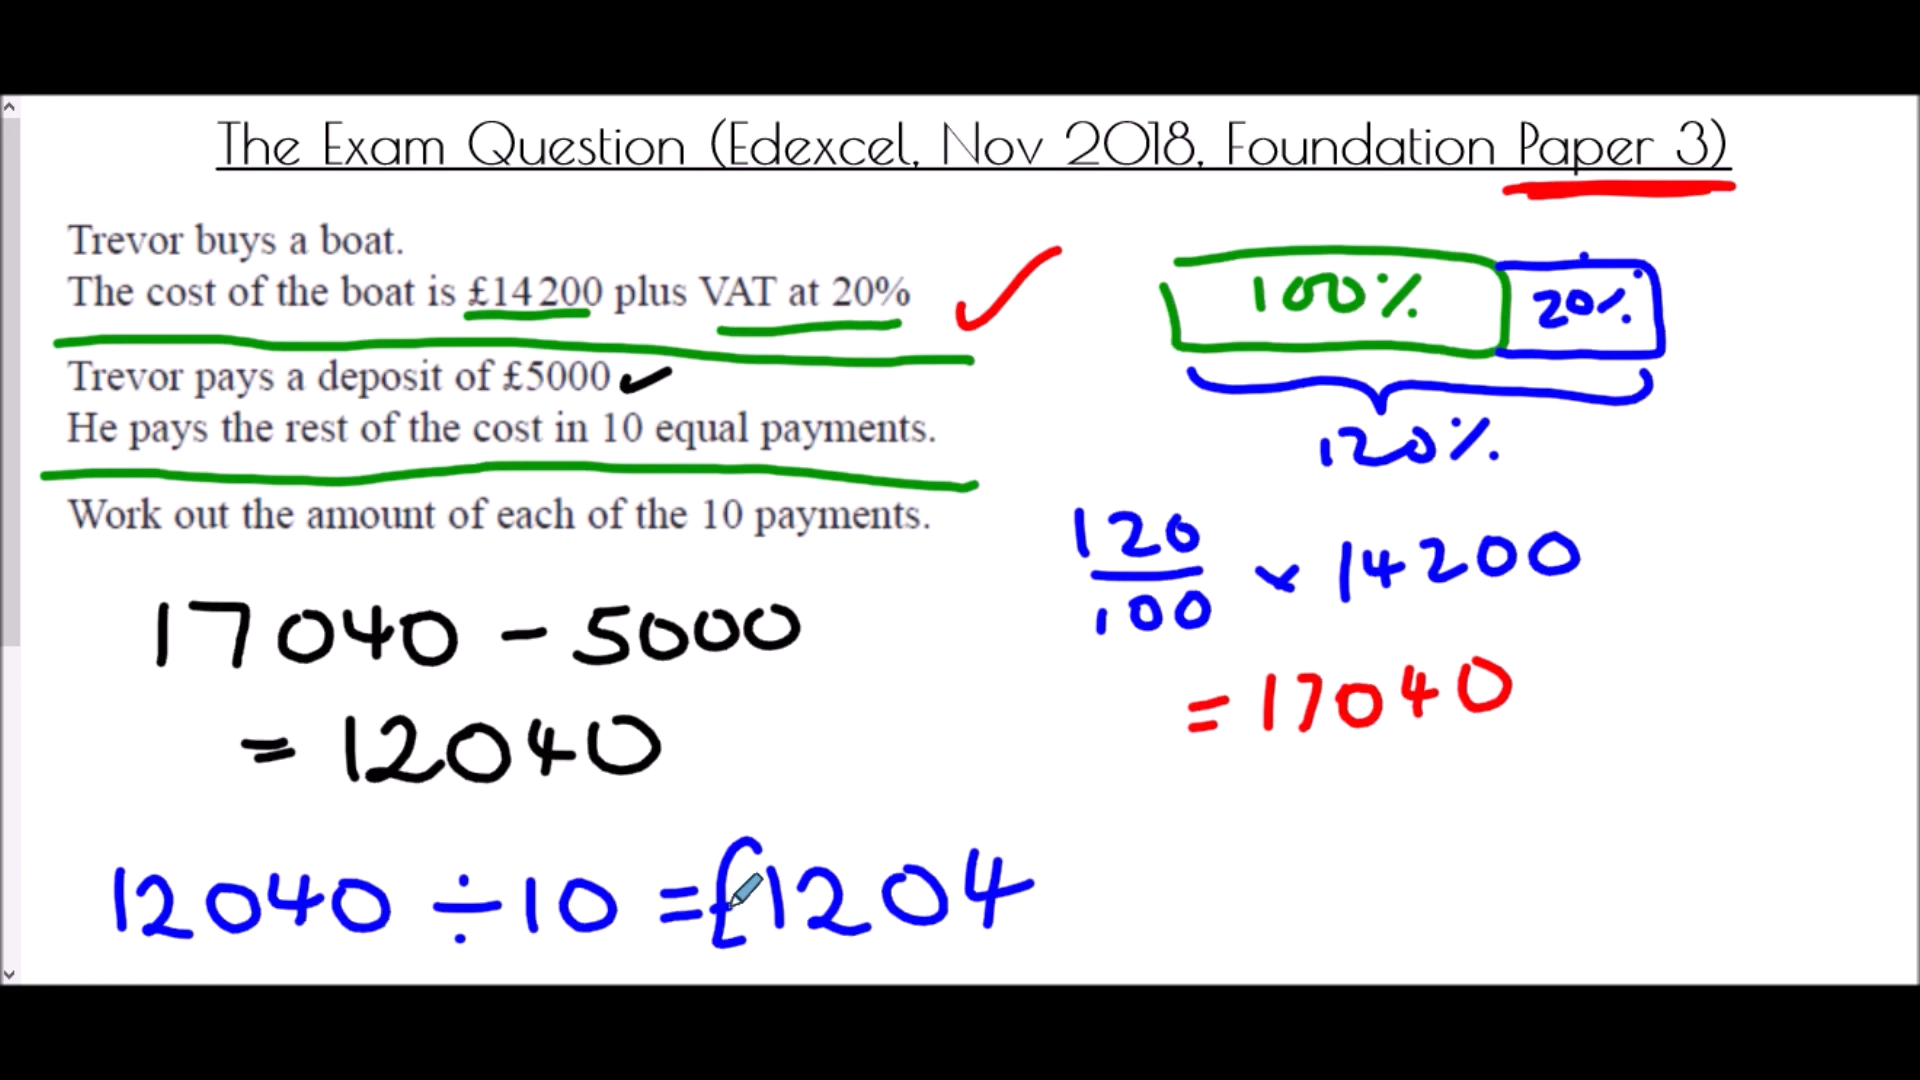 The Exam Question (Edexcel, Nov 2018, Foundation Paper 3)
Trevor buys a boat.
The cost of the boat is £14 200 plus VAT at 20%
Trevor pays a deposit of £5000
He pays the rest of the cost in 10 equal payments.
Work out the amount of each of the 10 payments.
17040 - 5000
= 12040
12040 ÷ 10 = £1204
100% 20%
120%
120/100 × 14200
= 17040